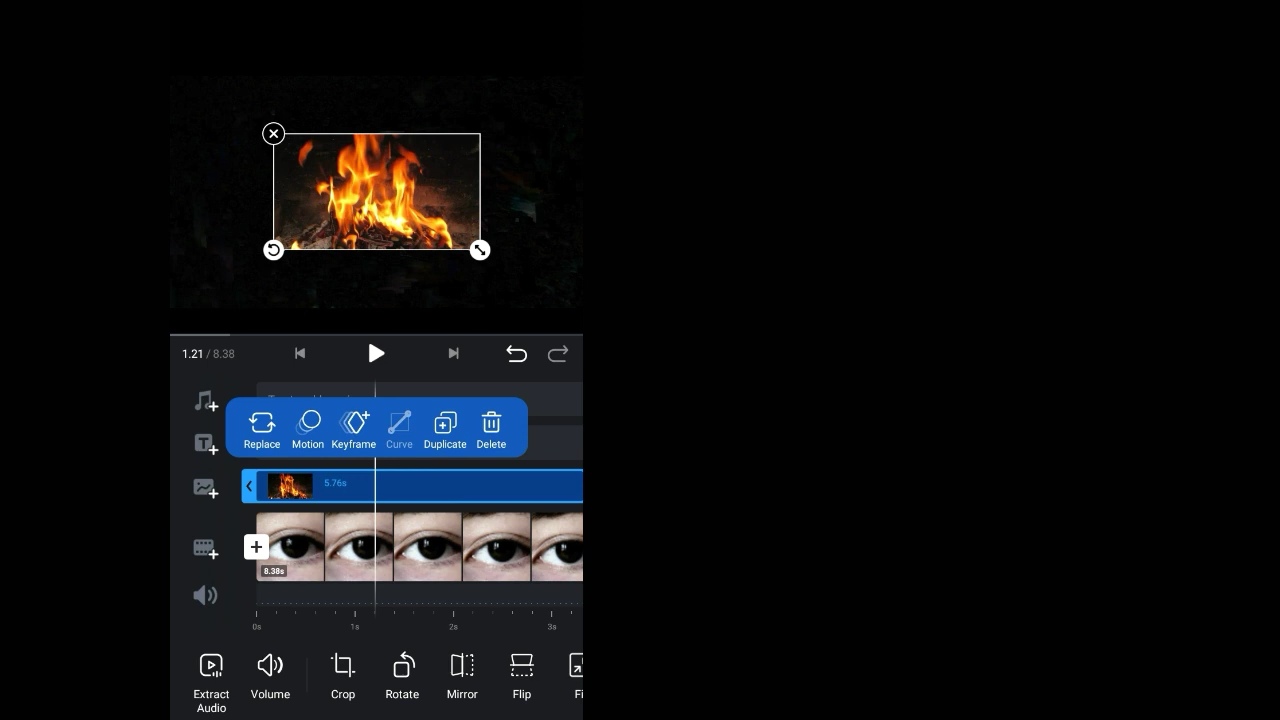 1.21 / 8.38
Replace Motion Keyframe Curve Duplicate Delete
5.76s
8.38s
0s 1s 2s 3s
Extract Audio Volume Crop Rotate Mirror Flip